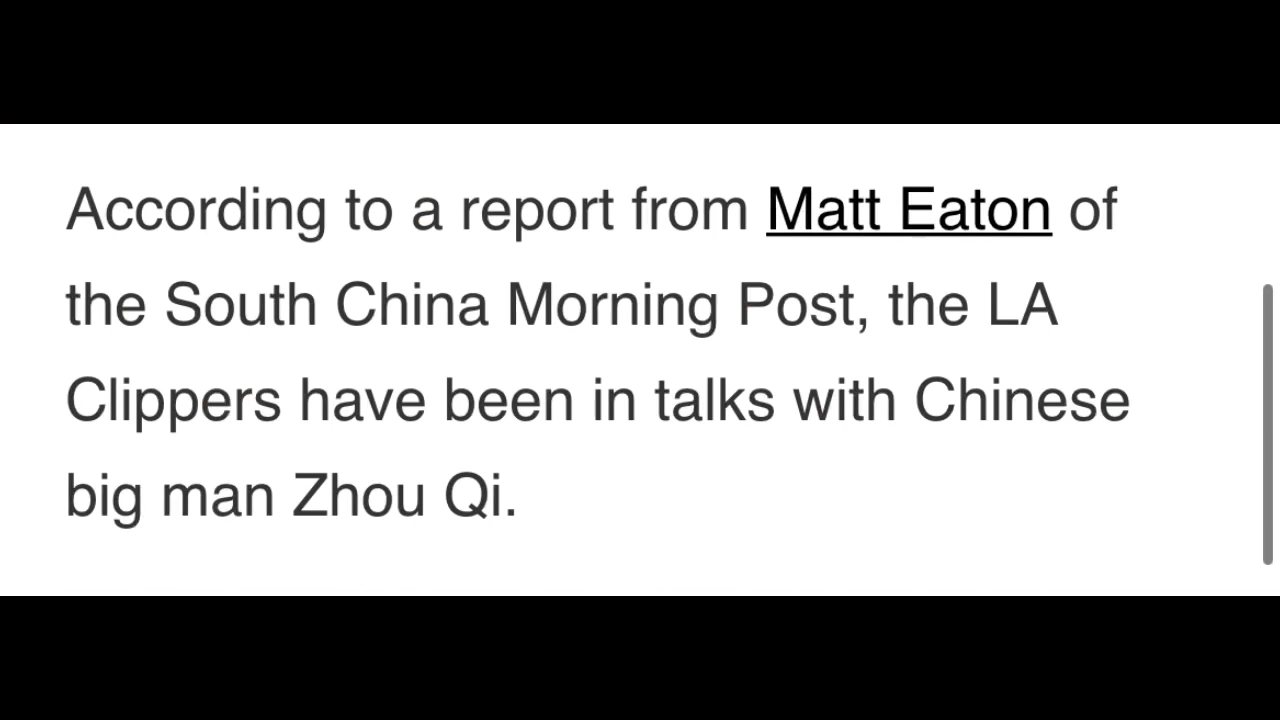 According to a report from Matt Eaton of
the South China Morning Post, the LA
Clippers have been in talks with Chinese
big man Zhou Qi.